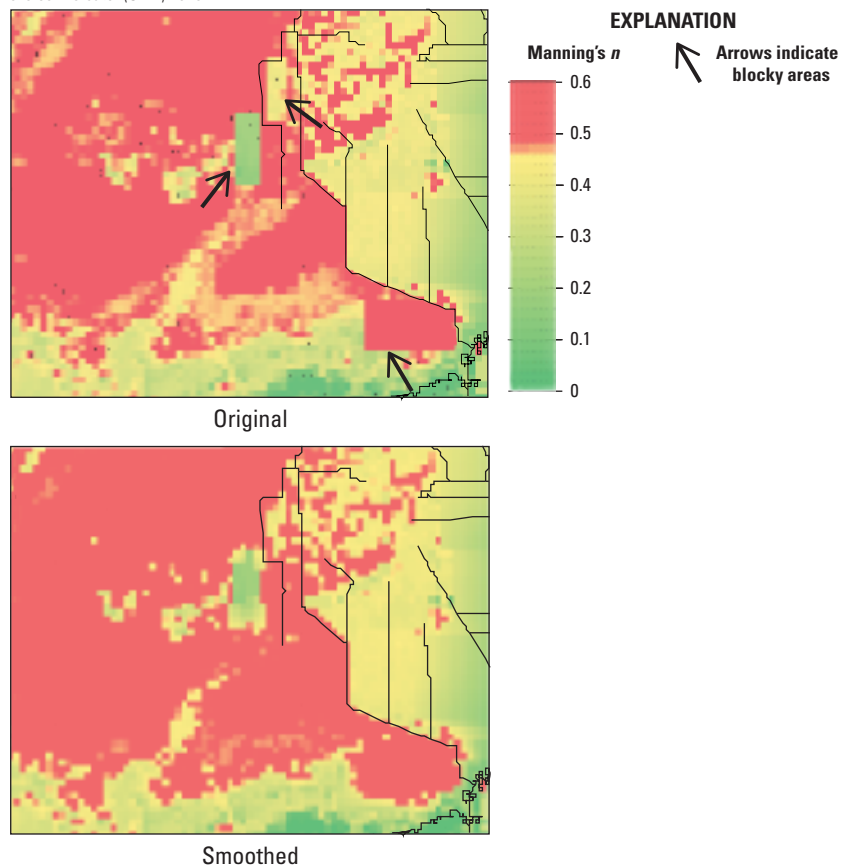 EXPLANATION
Manning's n
Arrows indicate
blocky areas
0.6
0.5
0.4
0.3
0.2
0.1
0
Original
Smoothed